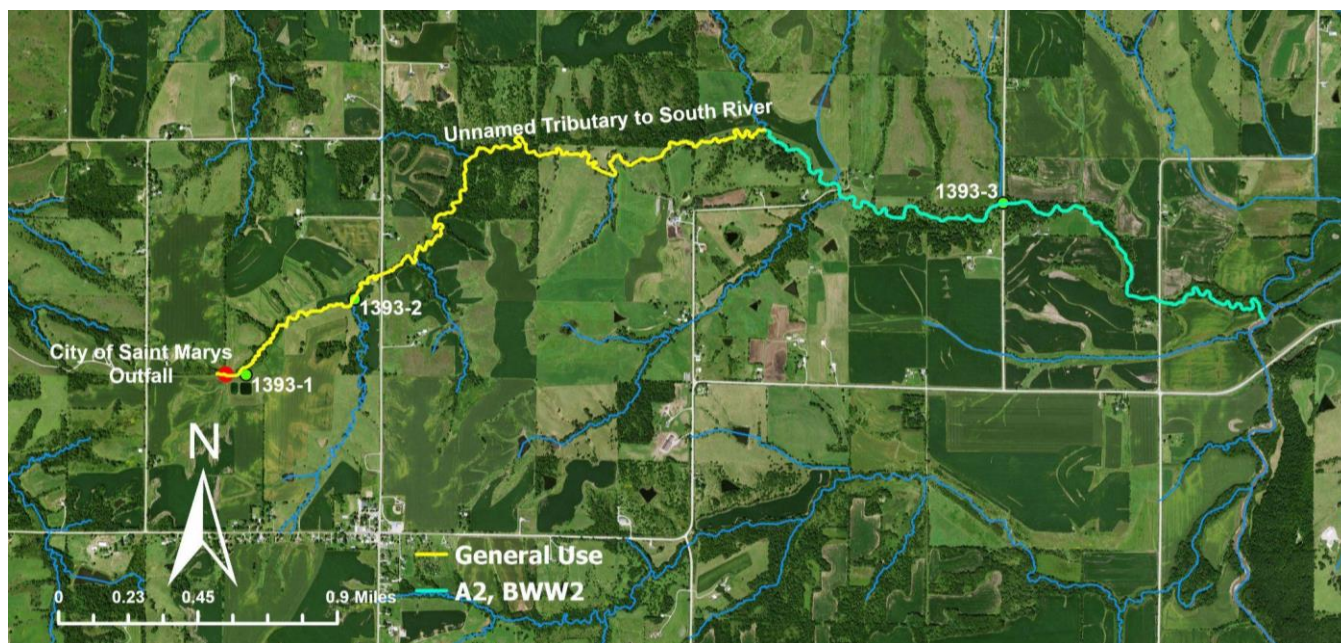 Unnamed Tributary to South River
1393-3
1393-2
City of Saint Marys
Outfall
1393-1
N
General Use
A2, BWW2
0 0.23 0.45 0.9 Miles